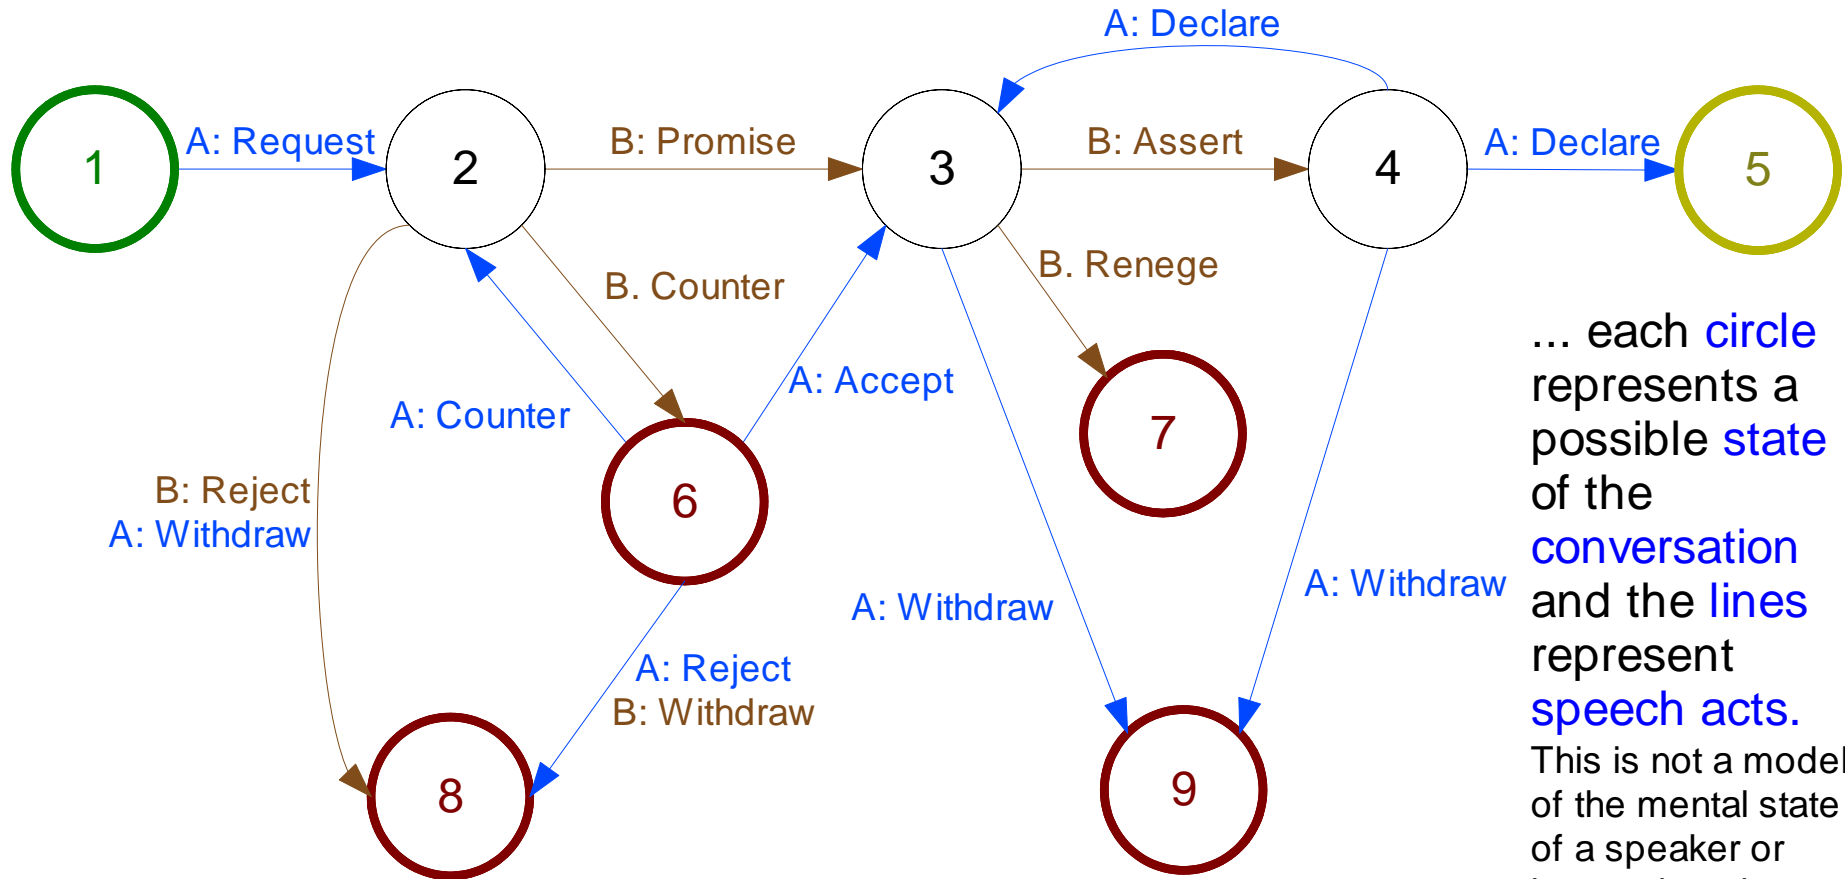 A: Declare
1
A: Request
2
B: Promise
3
B: Assert
4
A: Declare
5
B. Counter
B. Renege
A: Counter
A: Accept
6
7
B: Reject
A: Withdraw
A: Withdraw
A: Withdraw
A: Reject
B: Withdraw
8
9
... each circle
represents a
possible state
of the
conversation
and the lines
represent
speech acts.
This is not a model
of the mental state
of a speaker or